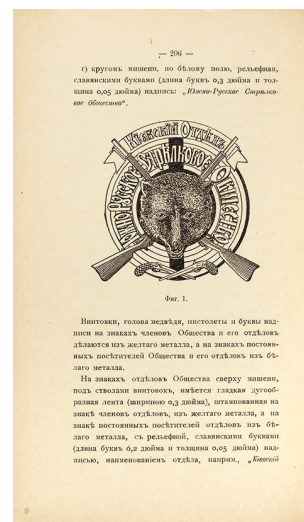 — 206 —
г) кругомъ мишени, по бѣлому полю, рельефная,
славянскими буквами (длина буквъ 0,3 дюйма и тол-
щина 0,05 дюйма) надпись: „Южно-Русское Стрѣлко-
вое Общество“.
Кіевскій Отдѣлъ
Южно-Русское Стрѣлковое Общество
Фиг. 1.
Винтовки, голова медвѣдя, пистолеты и буквы над-
писи на знакахъ членовъ Общества и его отдѣловъ
дѣлаются изъ желтаго металла, а на знакахъ постоян-
ныхъ посѣтителей Общества и его отдѣловъ изъ бѣ-
лаго металла.
На знакахъ отдѣловъ Общества сверху мишени,
подъ стволами винтовокъ, имѣется гладкая дугооб-
разная лента (шириною 0,3 дюйма), штампованная на
знакѣ членовъ отдѣловъ, изъ желтаго металла, а на
знакѣ постоянныхъ посѣтителей отдѣловъ изъ бѣ-
лаго металла, съ рельефной, славянскими буквами
(длина буквъ 0,2 дюйма и толщина 0,05 дюйма) над-
писью, наименованіемъ отдѣла, наприм., „Кіевскій